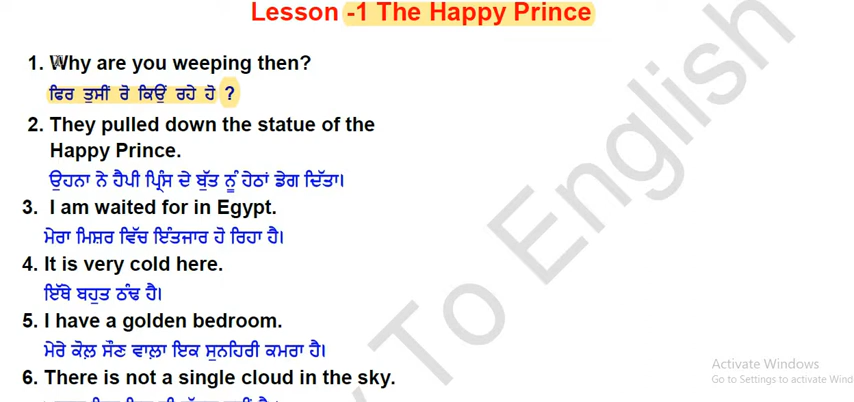 Lesson -1 The Happy Prince
1. Why are you weeping then?
ਫਿਰ ਤੁਸੀਂ ਰੋ ਕਿਉਂ ਰਹੇ ਹੋ ?
2. They pulled down the statue of the
Happy Prince.
ਉਹਨਾ ਨੇ ਹੈਪੀ ਪ੍ਰਿੰਸ ਦੇ ਬੁੱਤ ਨੂੰ ਹੇਠਾਂ ਡੇਗ ਦਿੱਤਾ।
3. I am waited for in Egypt.
ਮੇਰਾ ਮਿਸ਼ਰ ਵਿੱਚ ਇੰਤਜਾਰ ਹੋ ਰਿਹਾ ਹੈ।
4. It is very cold here.
ਇੱਥੇ ਬਹੁਤ ਠੰਢ ਹੈ।
5. I have a golden bedroom.
ਮੇਰੇ ਕੋਲ਼ ਸੌਣ ਵਾਲ਼ਾ ਇਕ ਸੁਨਹਿਰੀ ਕਮਰਾ ਹੈ।
6. There is not a single cloud in the sky.
To English
Activate Windows
Go to Settings to activate Wind